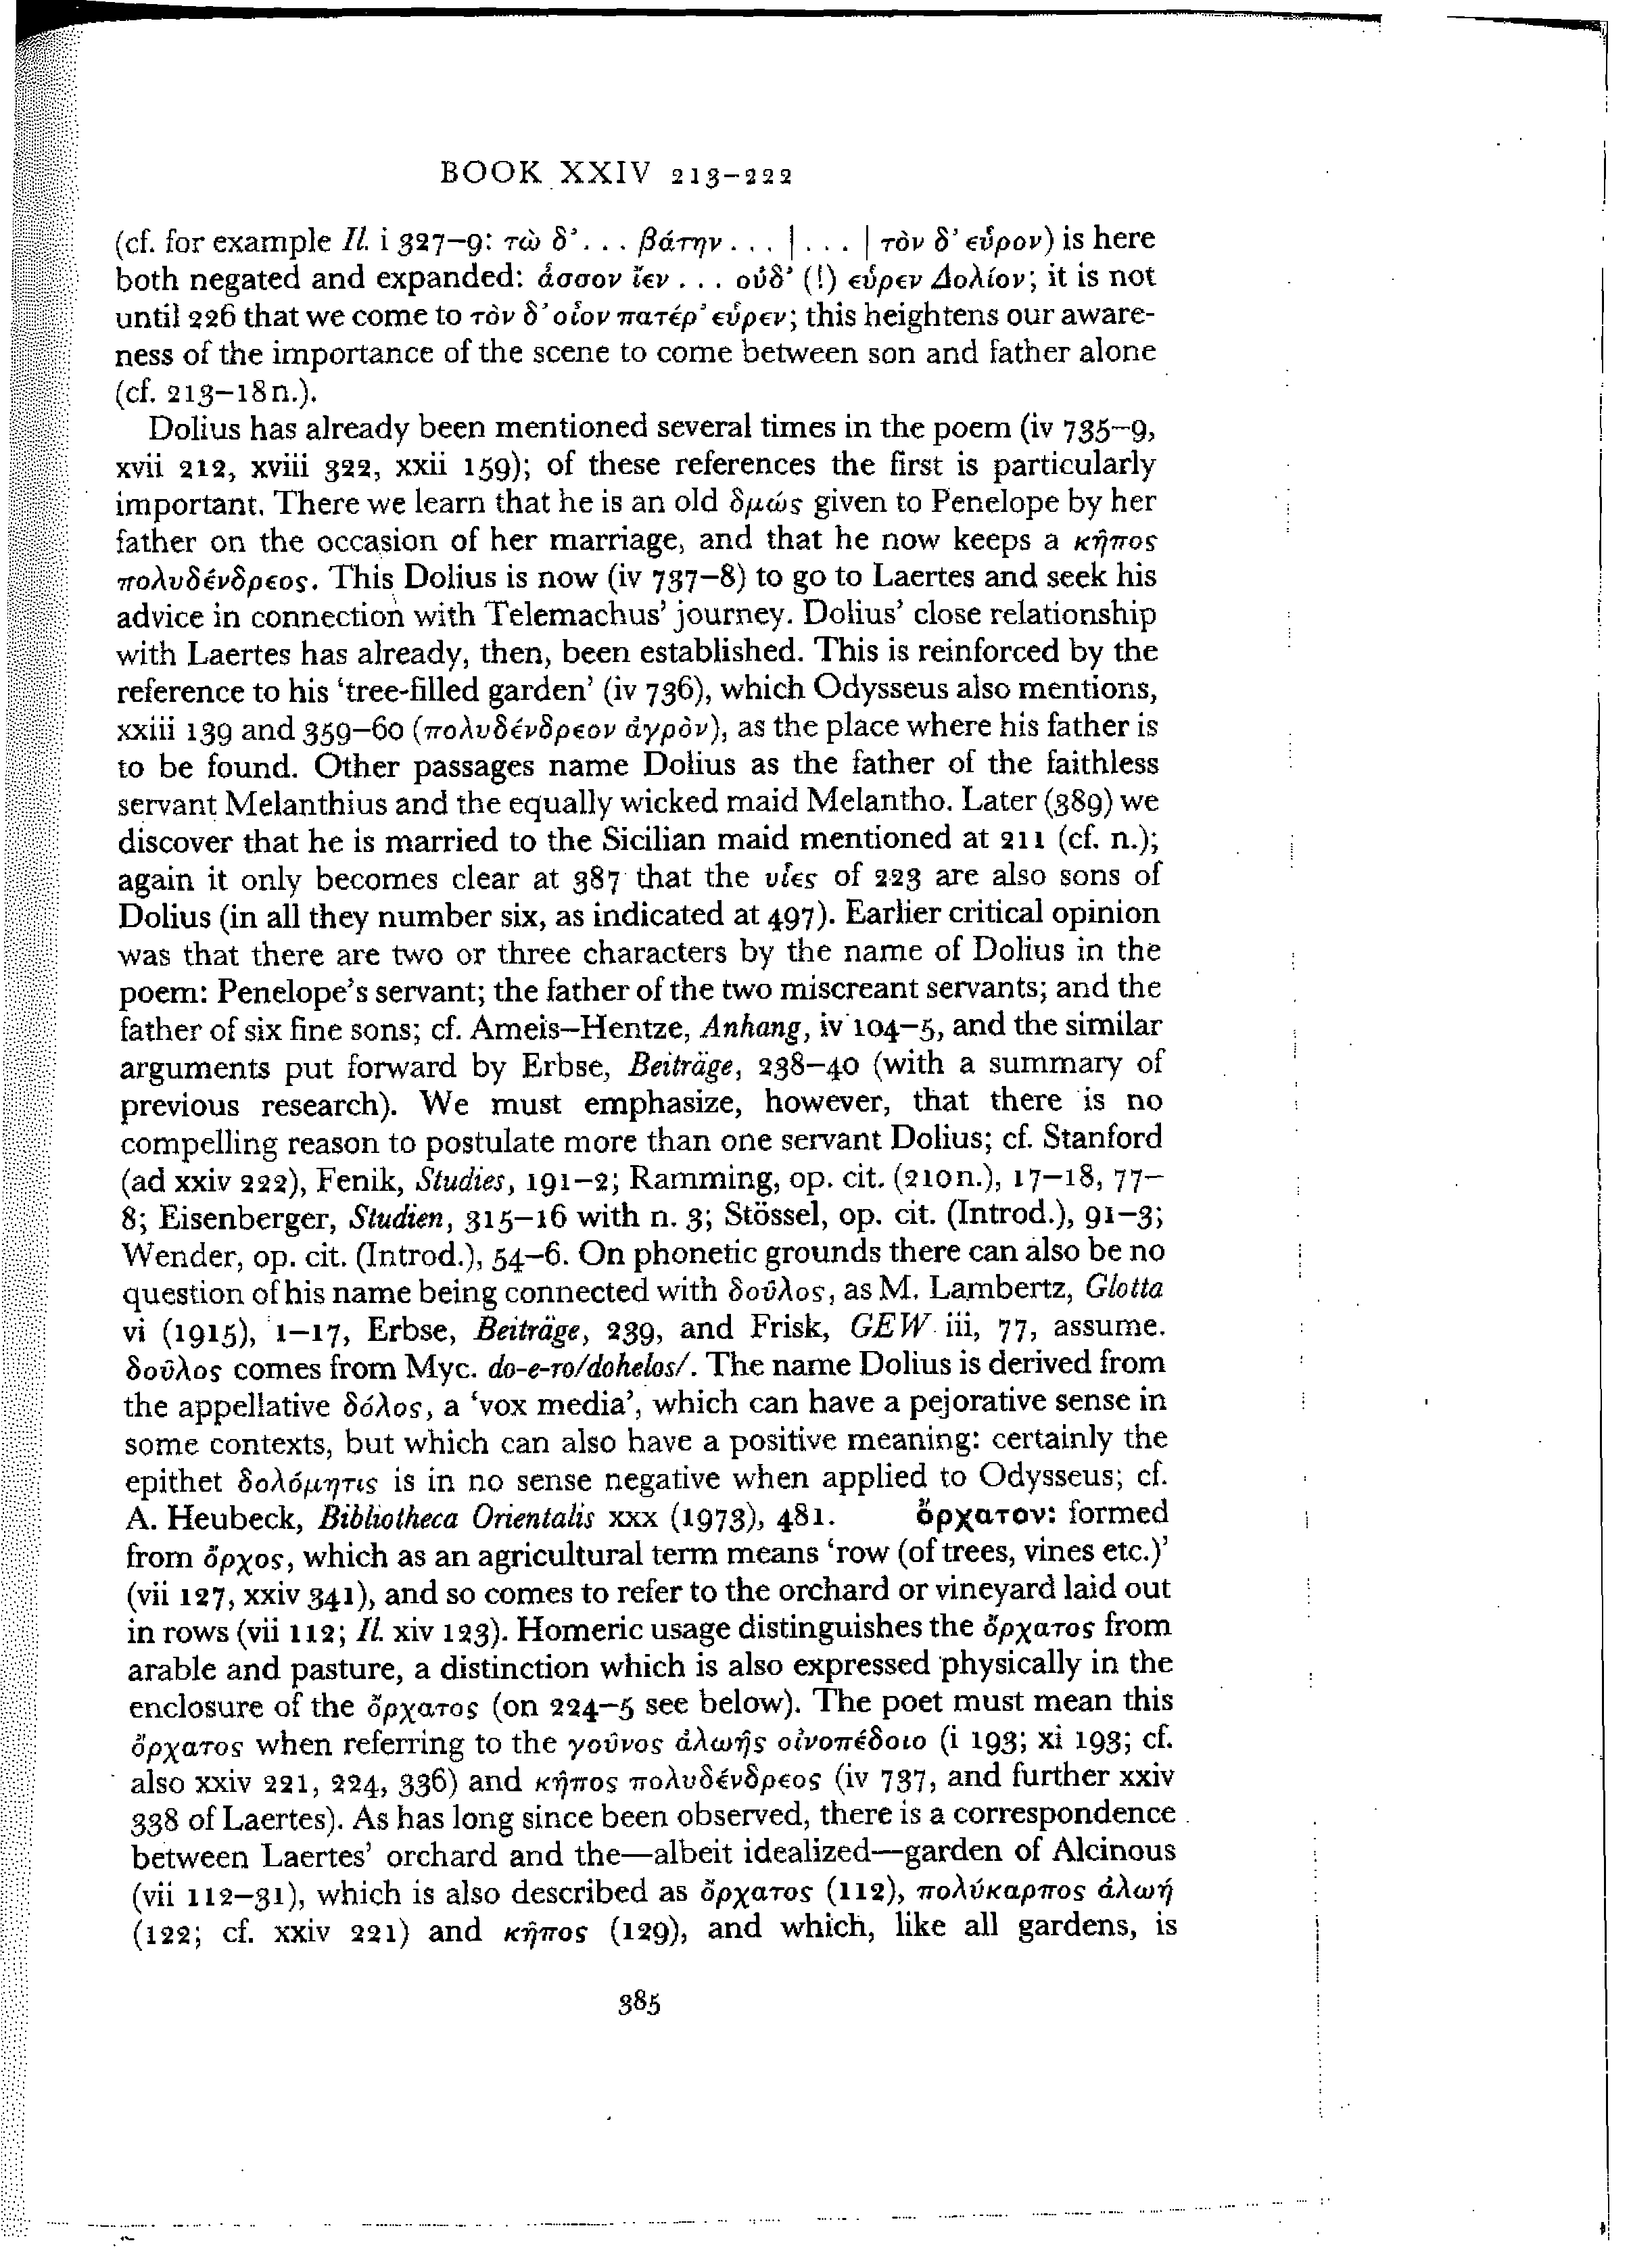 BOOK XXIV 213–222
(cf. for example Il. i 327–9: τὼ δ’ . . . βάτην . . . | . . . | τὸν δ’ εὗρον) is here
both negated and expanded: ἆσσον ἴεν . . . οὐδ’ (!) εὗρεν Δολίον; it is not
until 226 that we come to τὸν δ’ οἶον πατέρ’ εὗρεν; this heightens our aware-
ness of the importance of the scene to come between son and father alone
(cf. 213–18 n.).
Dolius has already been mentioned several times in the poem (iv 735–9,
xvii 212, xviii 322, xxii 159); of these references the first is particularly
important. There we learn that he is an old δμώς given to Penelope by her
father on the occasion of her marriage, and that he now keeps a κῆπος
πολυδένδρεος. This Dolius is now (iv 737–8) to go to Laertes and seek his
advice in connection with Telemachus’ journey. Dolius’ close relationship
with Laertes has already, then, been established. This is reinforced by the
reference to his ‘tree-filled garden’ (iv 736), which Odysseus also mentions,
xxiii 139 and 359–60 (πολυδένδρεον ἀγρὸν), as the place where his father is
to be found. Other passages name Dolius as the father of the faithless
servant Melanthius and the equally wicked maid Melantho. Later (389) we
discover that he is married to the Sicilian maid mentioned at 211 (cf. n.);
again it only becomes clear at 387 that the υἷες of 223 are also sons of
Dolius (in all they number six, as indicated at 497). Earlier critical opinion
was that there are two or three characters by the name of Dolius in the
poem: Penelope’s servant; the father of the two miscreant servants; and the
father of six fine sons; cf. Ameis–Hentze, Anhang, iv 104–5, and the similar
arguments put forward by Erbse, Beiträge, 238–40 (with a summary of
previous research). We must emphasize, however, that there is no
compelling reason to postulate more than one servant Dolius; cf. Stanford
(ad xxiv 222), Fenik, Studies, 191–2; Ramming, op. cit. (210 n.), 17–18, 77–
8; Eisenberger, Studien, 315–16 with n. 3; Stössel, op. cit. (Introd.), 91–3;
Wender, op. cit. (Introd.), 54–6. On phonetic grounds there can also be no
question of his name being connected with δοῦλος, as M. Lambertz, Glotta
vi (1915), 1–17, Erbse, Beiträge, 239, and Frisk, GEW iii, 77, assume.
δοῦλος comes from Myc. do-e-ro/dohelos/. The name Dolius is derived from
the appellative δόλος, a ‘vox media’, which can have a pejorative sense in
some contexts, but which can also have a positive meaning: certainly the
epithet δολόμητις is in no sense negative when applied to Odysseus; cf.
A. Heubeck, Bibliotheca Orientalis xxx (1973), 481. ὄρχατον: formed
from ὄρχος, which as an agricultural term means ‘row (of trees, vines etc.)’
(vii 127, xxiv 341), and so comes to refer to the orchard or vineyard laid out
in rows (vii 112; Il. xiv 123). Homeric usage distinguishes the ὄρχατος from
arable and pasture, a distinction which is also expressed physically in the
enclosure of the ὄρχατος (on 224–5 see below). The poet must mean this
ὄρχατος when referring to the γοῦνος ἀλωῆς οἰνοπέδοιο (i 193; xi 193; cf.
also xxiv 221, 224, 336) and κῆπος πολυδένδρεος (iv 737, and further xxiv
338 of Laertes). As has long since been observed, there is a correspondence
between Laertes’ orchard and the—albeit idealized—garden of Alcinous
(vii 112–31), which is also described as ὄρχατος (112), πολύκαρπος ἀλωή
(122; cf. xxiv 221) and κῆπος (129), and which, like all gardens, is
385